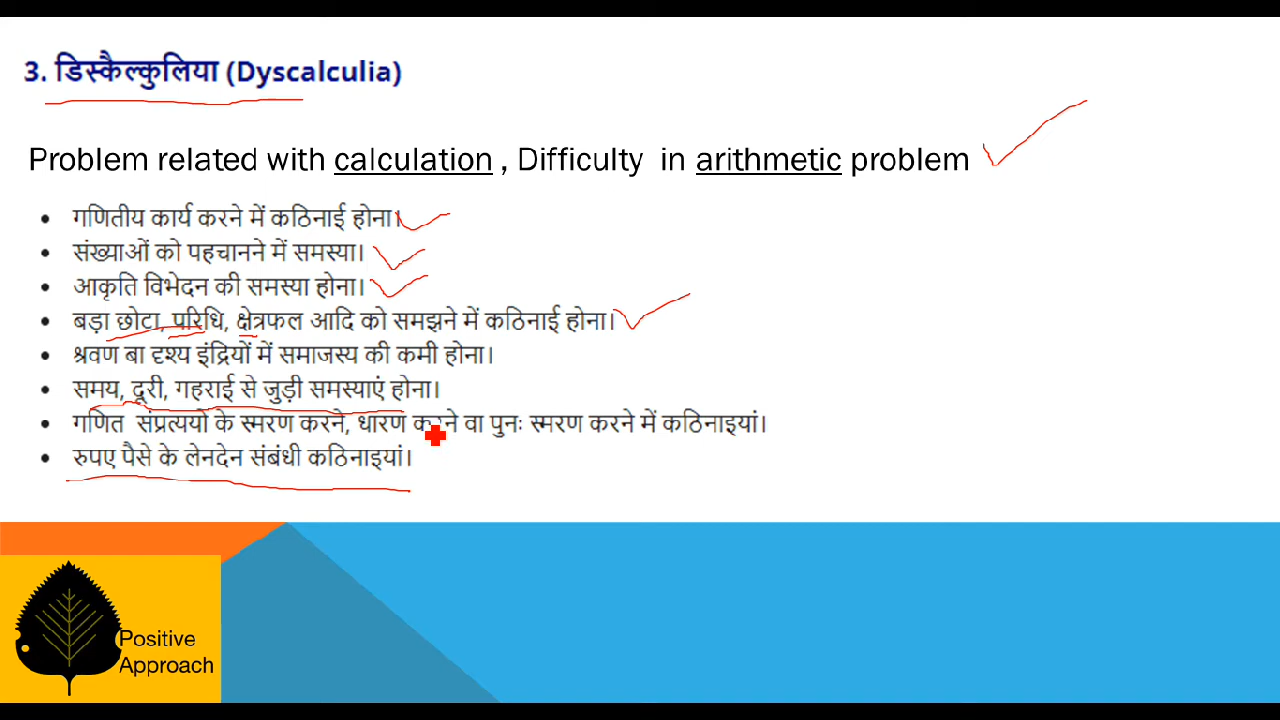 3. डिस्कैल्कुलिया (Dyscalculia)
Problem related with calculation , Difficulty in arithmetic problem
• गणितीय कार्य करने में कठिनाई होना।
• संख्याओं को पहचानने में समस्या।
• आकृति विभेदन की समस्या होना।
• बड़ा छोटा, परिधि, क्षेत्रफल आदि को समझने में कठिनाई होना।
• श्रवण बा दृश्य इंद्रियों में समाजस्य की कमी होना।
• समय, दूरी, गहराई से जुड़ी समस्याएं होना।
• गणित संप्रत्ययों के स्मरण करने, धारण करने वा पुनः स्मरण करने में कठिनाइयां।
• रुपए पैसे के लेनदेन संबंधी कठिनाइयां।
Positive
Approach